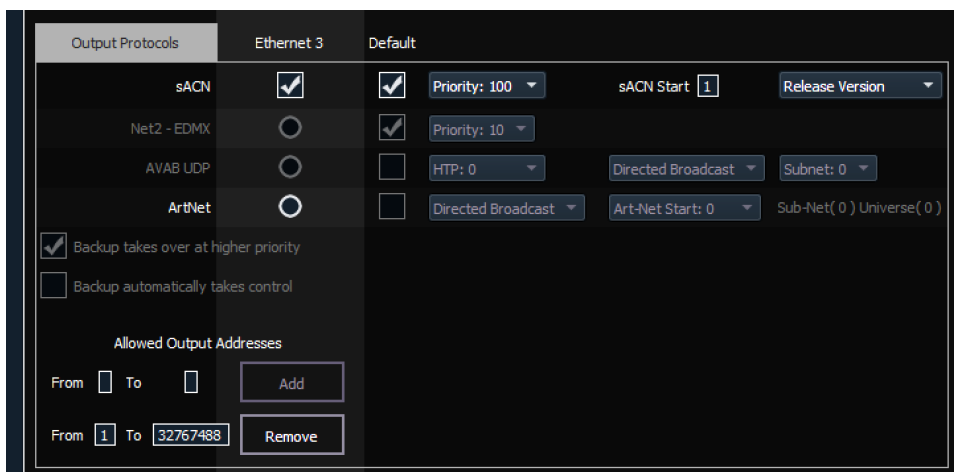 Output Protocols Ethernet 3 Default
sACN Priority: 100 sACN Start 1 Release Version
Net2 - EDMX Priority: 10
AVAB UDP HTP: 0 Directed Broadcast Subnet: 0
ArtNet Directed Broadcast Art-Net Start: 0 Sub-Net( 0 ) Universe( 0 )
Backup takes over at higher priority
Backup automatically takes control
Allowed Output Addresses
From To Add
From 1 To 32767488 Remove